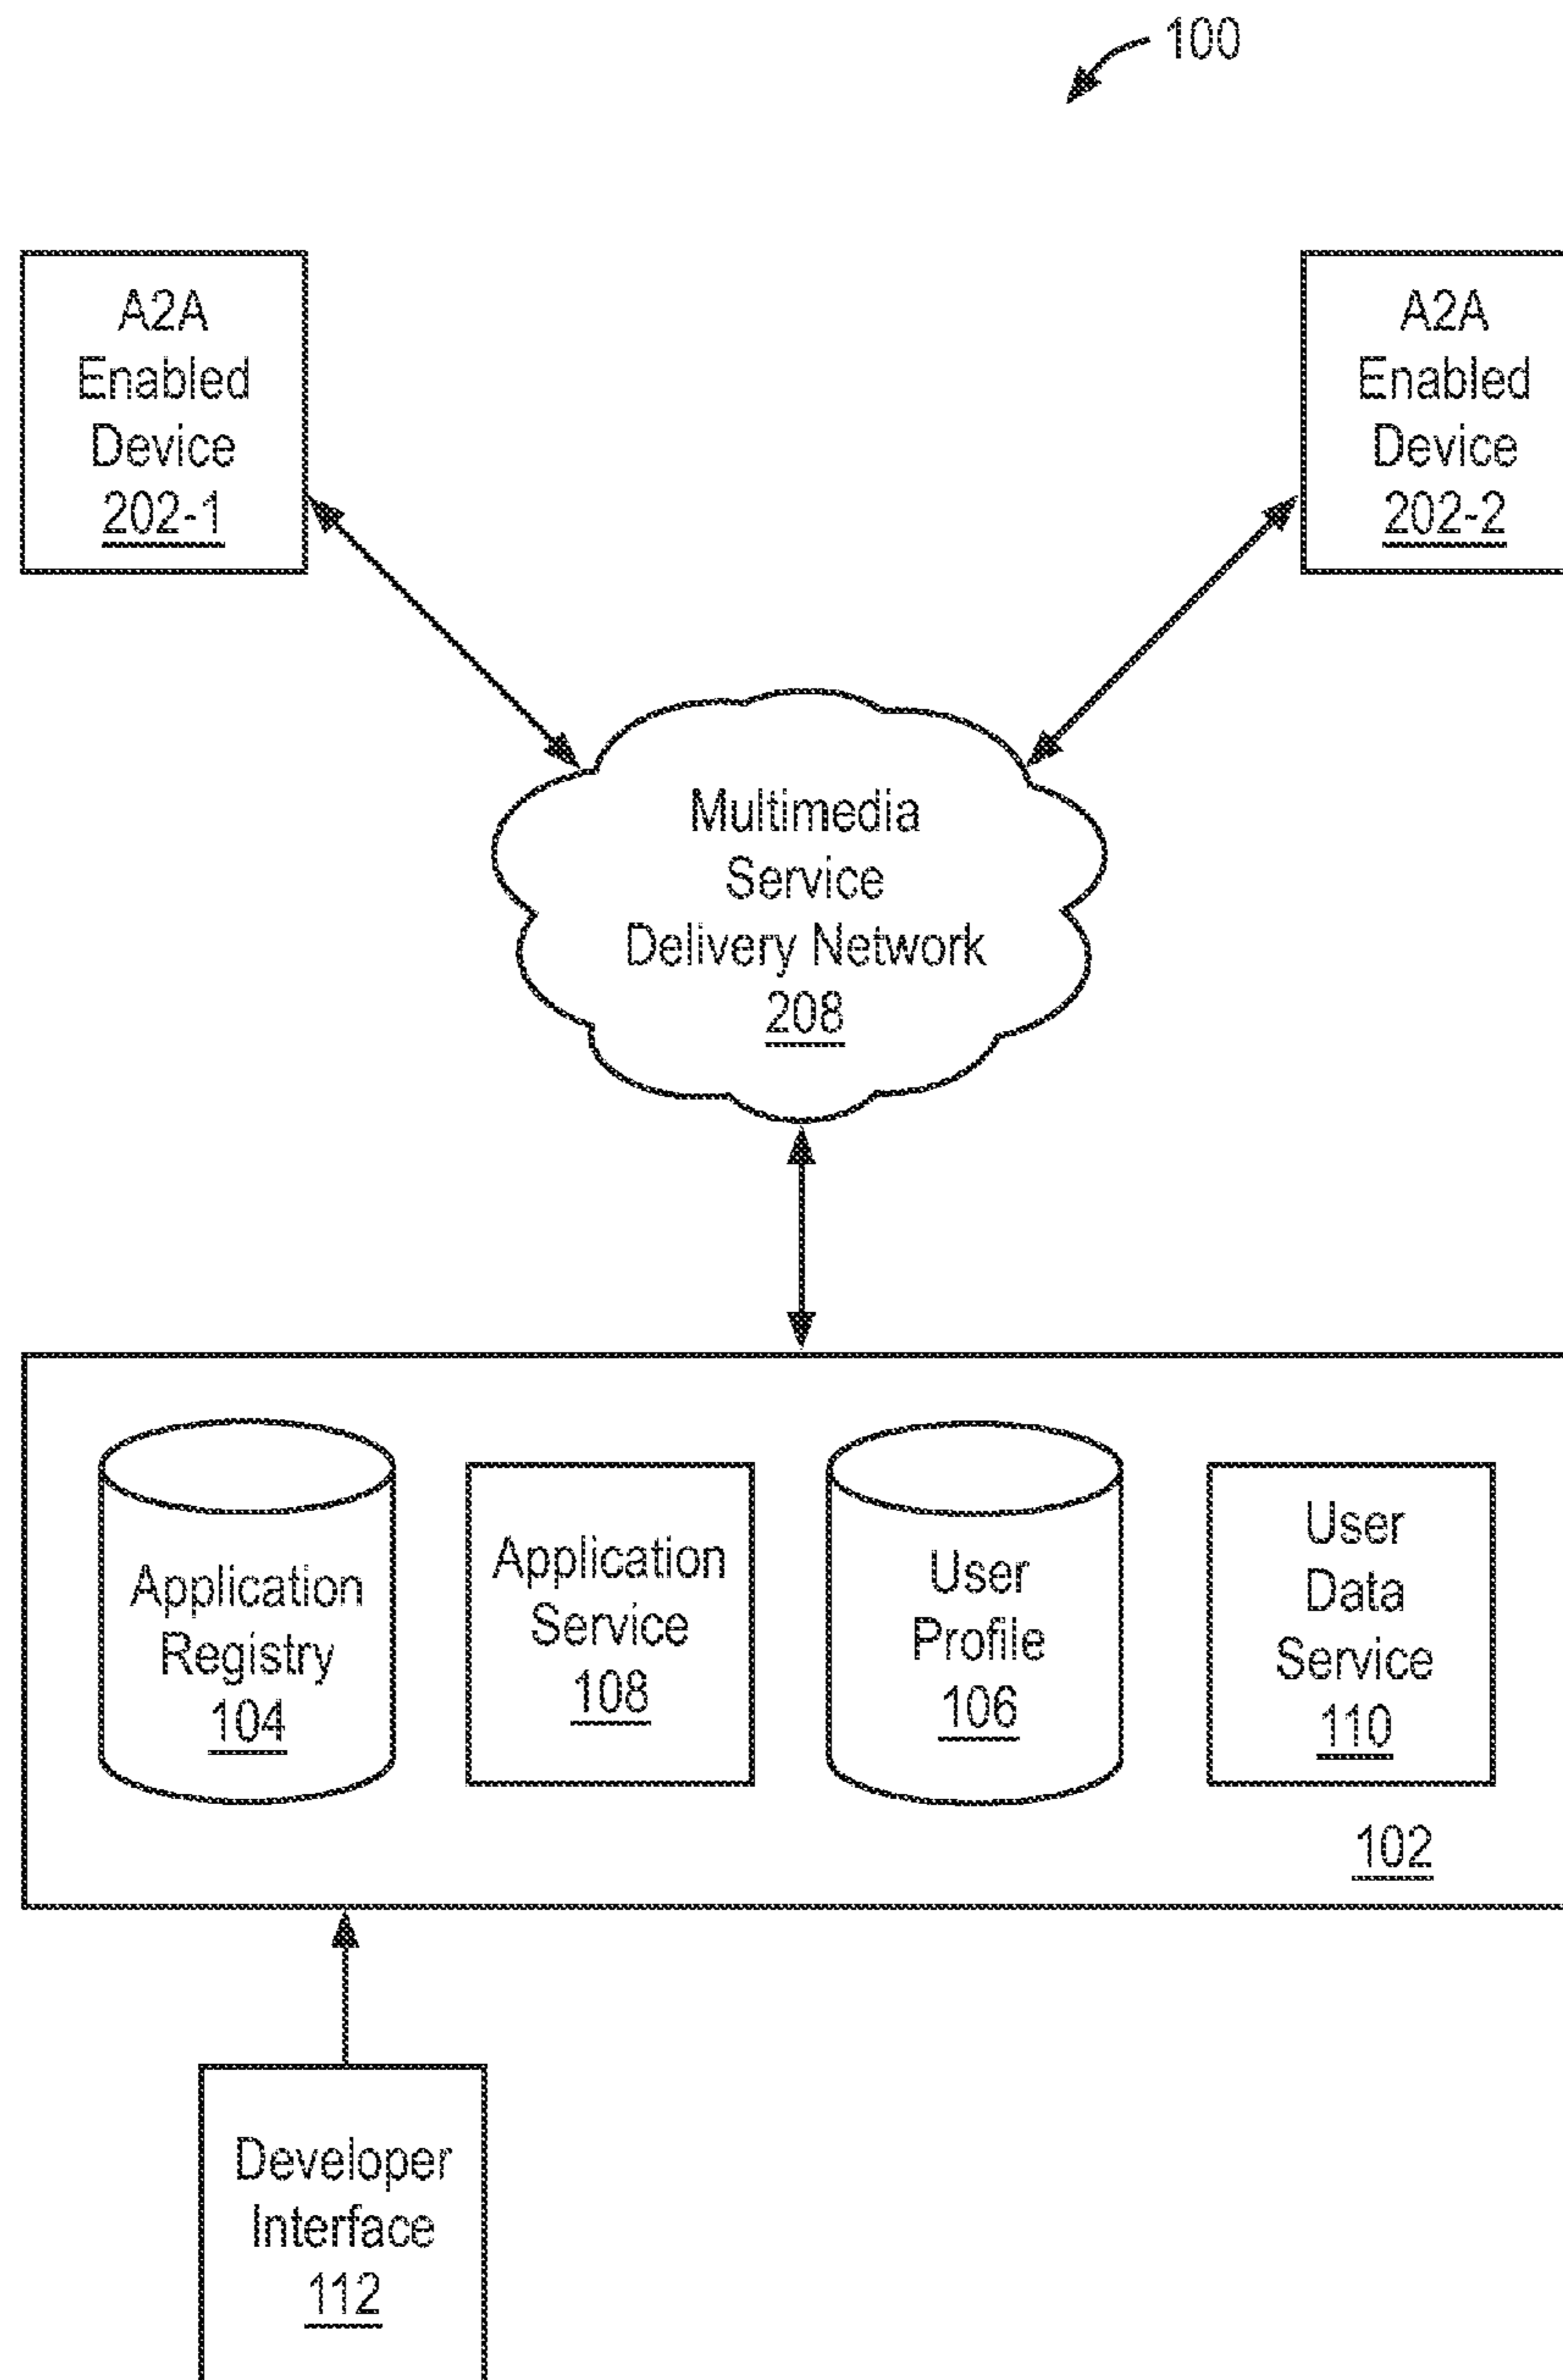 100
A2A
Enabled
Device
202-1
A2A
Enabled
Device
202-2
Multimedia
Service
Delivery Network
208
Application
Registry
104
Application
Service
108
User
Profile
106
User
Data
Service
110
102
Developer
Interface
112